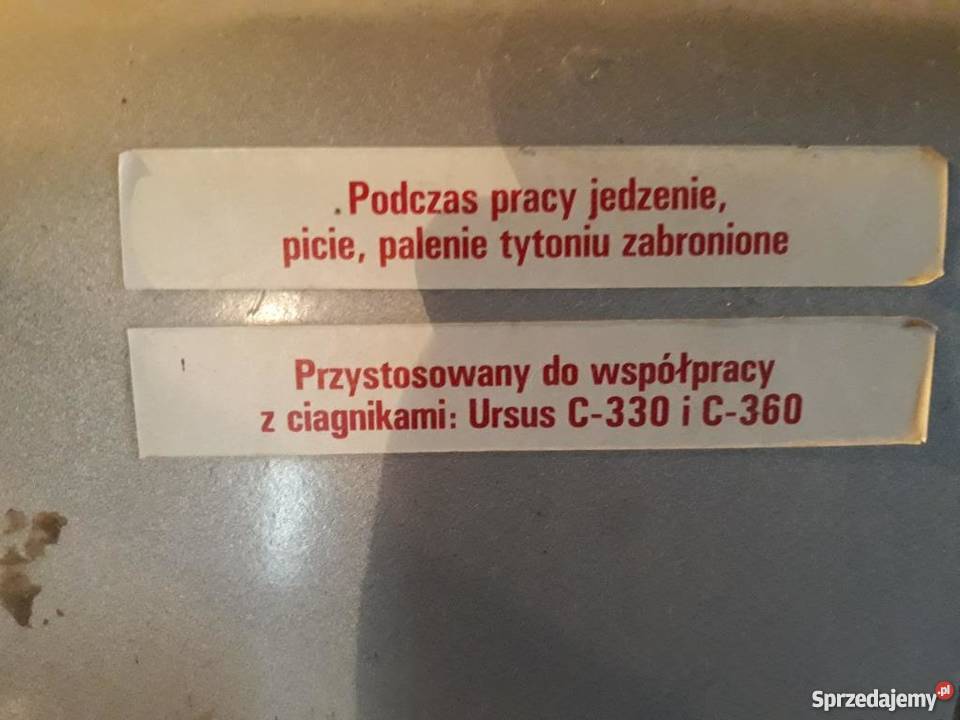 Podczas pracy jedzenie,
picie, palenie tytoniu zabronione
Przystosowany do współpracy
z ciagnikami: Ursus C-330 i C-360
Sprzedajemy.pl